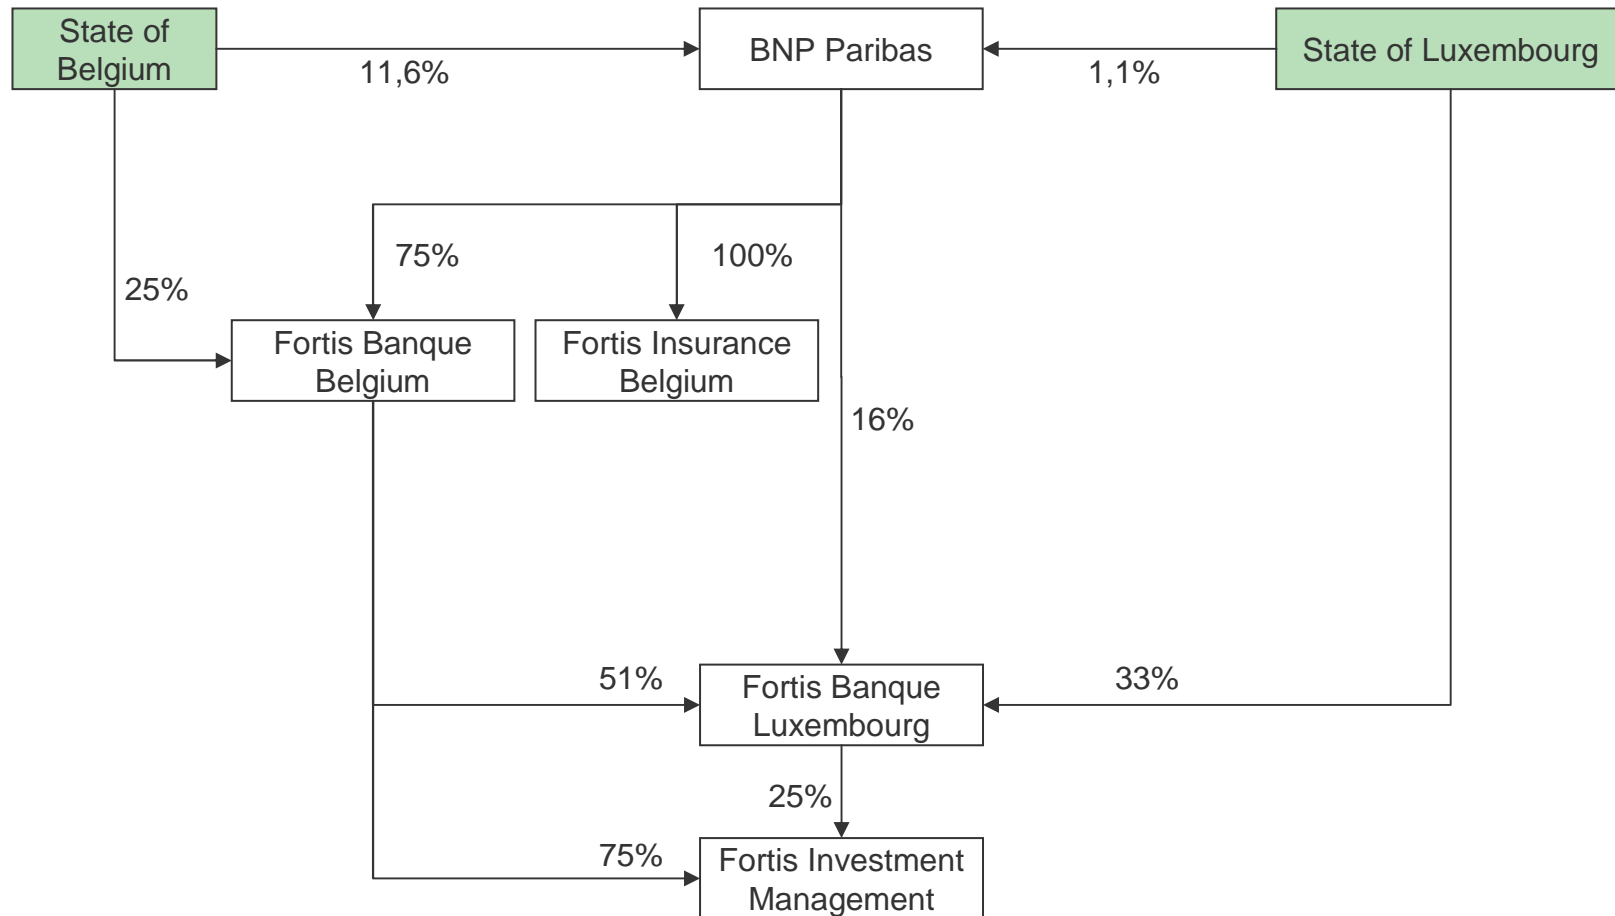 State of
Belgium
BNP Paribas
State of Luxembourg
11,6%
1,1%
75%
100%
25%
Fortis Banque
Belgium
Fortis Insurance
Belgium
16%
51%
Fortis Banque
Luxembourg
33%
25%
75%
Fortis Investment
Management